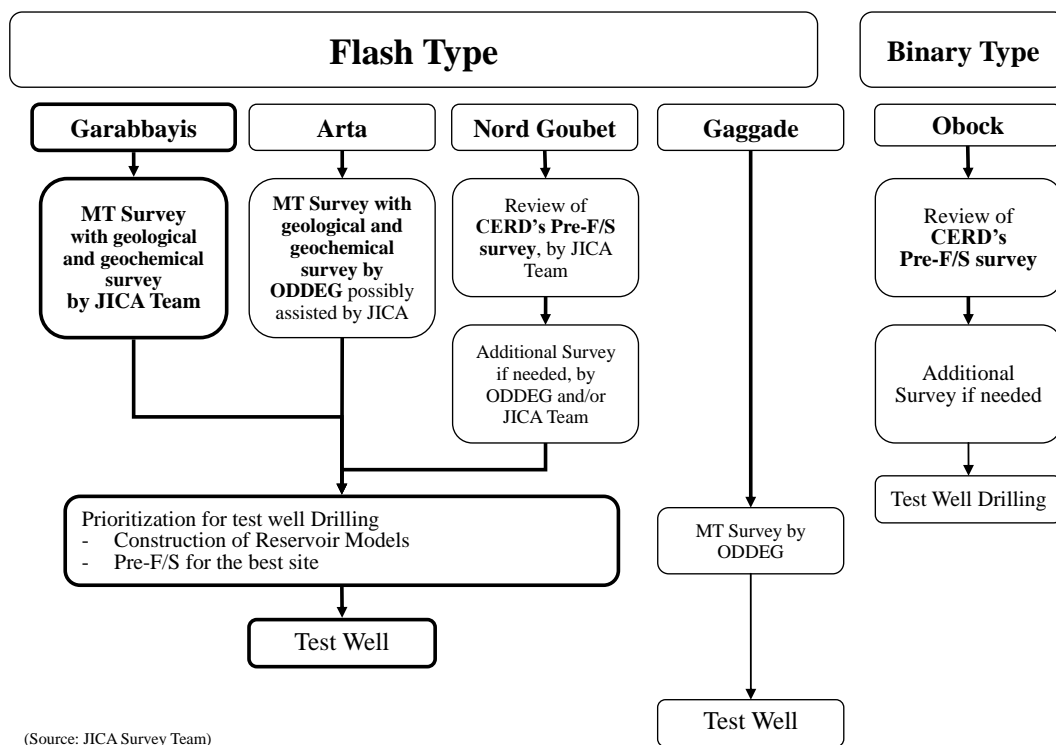 Flash Type
Binary Type
Garabbayis
Arta
Nord Goubet
Gaggade
Obock
MT Survey
with geological
and geochemical
survey
by JICA Team
MT Survey with
geological and
geochemical
survey by
ODDEG possibly
assisted by JICA
Review of
CERD’s Pre-F/S
survey, by JICA
Team
Review of
CERD’s
Pre-F/S survey
Additional Survey
if needed, by
ODDEG and/or
JICA Team
Additional
Survey if needed
Test Well Drilling
Prioritization for test well Drilling
- Construction of Reservoir Models
- Pre-F/S for the best site
MT Survey by
ODDEG
Test Well
Test Well
(Source: JICA Survey Team)